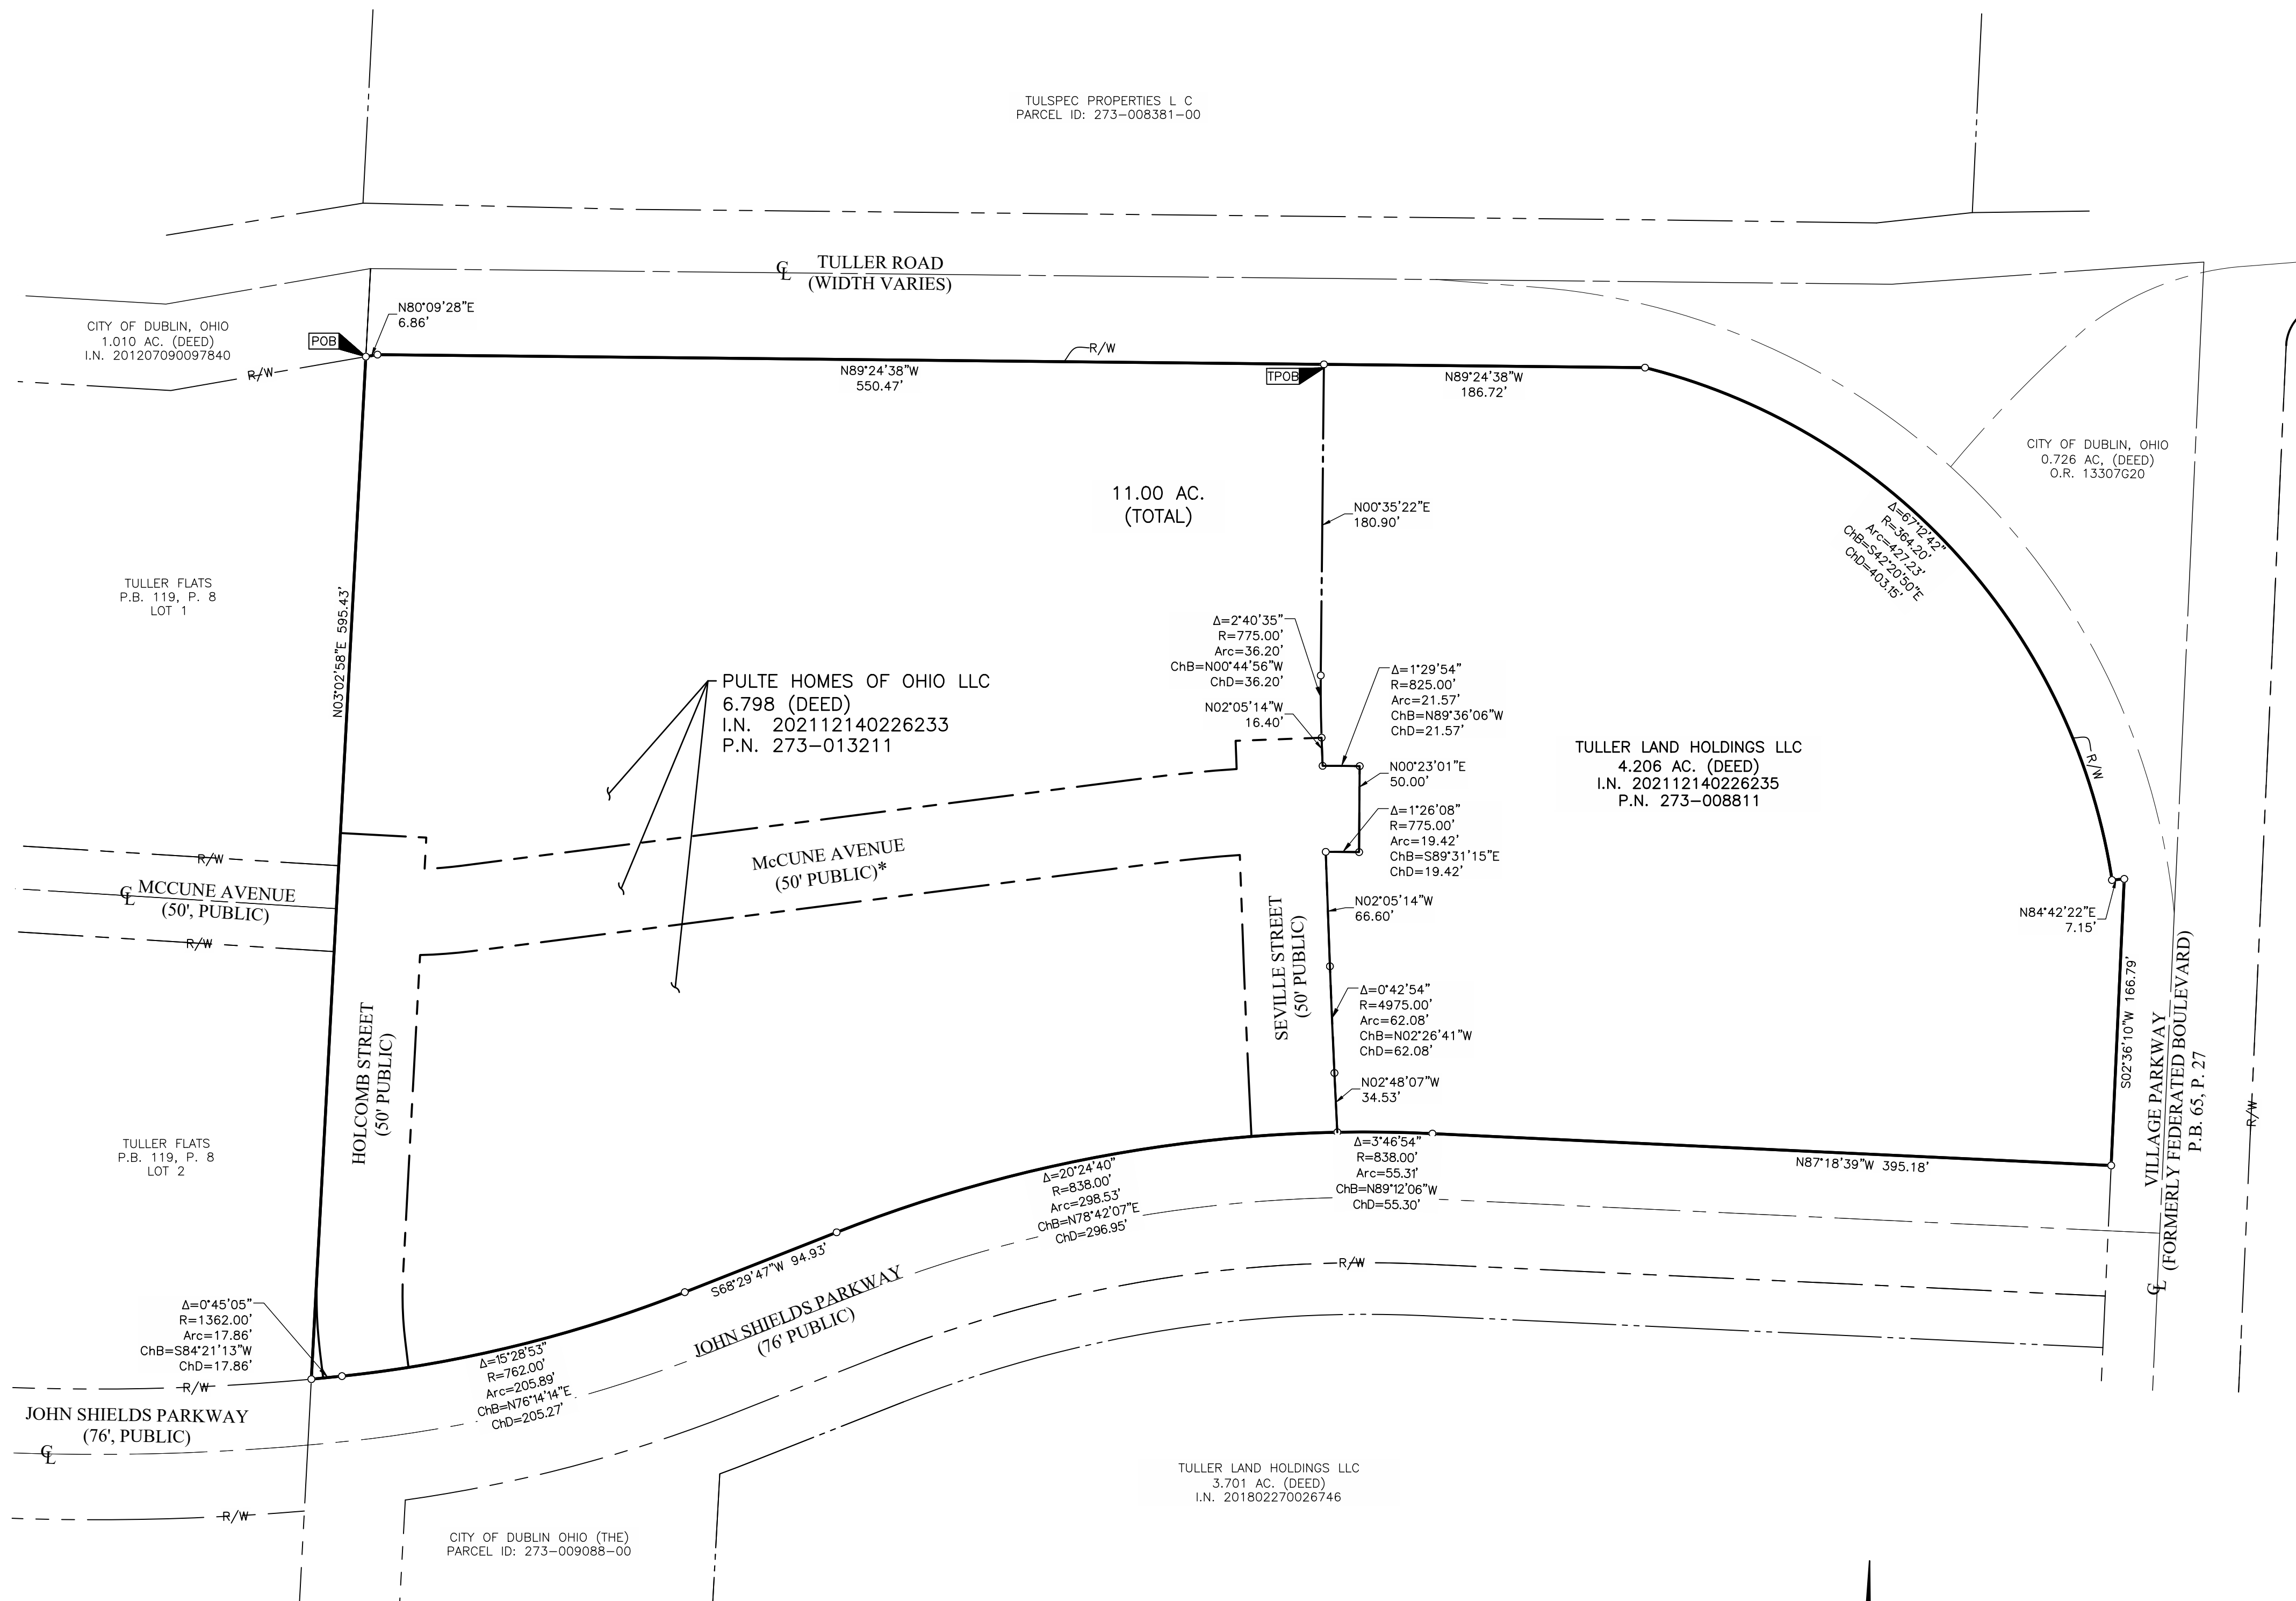 TULSPEC PROPERTIES L C
PARCEL ID: 273-008381-00
℄ TULLER ROAD
(WIDTH VARIES)
N80°09'28"E
6.86'
CITY OF DUBLIN, OHIO
1.010 AC. (DEED)
I.N. 201207090097840
POB
R/W
R/W
N89°24'38"W
550.47'
TPOB
N89°24'38"W
186.72'
CITY OF DUBLIN, OHIO
0.726 AC, (DEED)
O.R. 13307G20
11.00 AC.
(TOTAL)
N00°35'22"E
180.90'
Δ=67°12'42"
R=364.20'
Arc=427.23'
ChB=S42°20'50"E
ChD=403.15'
TULLER FLATS
P.B. 119, P. 8
LOT 1
N03°02'58"E 595.43'
Δ=2°40'35"
R=775.00'
Arc=36.20'
ChB=N00°44'56"W
ChD=36.20'
N02°05'14"W
16.40'
Δ=1°29'54"
R=825.00'
Arc=21.57'
ChB=N89°36'06"W
ChD=21.57'
PULTE HOMES OF OHIO LLC
6.798 (DEED)
I.N. 202112140226233
P.N. 273-013211
TULLER LAND HOLDINGS LLC
4.206 AC. (DEED)
I.N. 202112140226235
P.N. 273-008811
R/W
N00°23'01"E
50.00'
Δ=1°26'08"
R=775.00'
Arc=19.42'
ChB=S89°31'15"E
ChD=19.42'
McCUNE AVENUE
(50' PUBLIC)*
R/W
℄ MCCUNE AVENUE
(50', PUBLIC)
R/W
N02°05'14"W
66.60'
N84°42'22"E
7.15'
SEVILLE STREET
(50' PUBLIC)
Δ=0°42'54"
R=4975.00'
Arc=62.08'
ChB=N02°26'41"W
ChD=62.08'
S02°36'10"W 166.79'
℄ VILLAGE PARKWAY
(FORMERLY FEDERATED BOULEVARD)
P.B. 65, P. 27
R/W
HOLCOMB STREET
(50' PUBLIC)
N02°48'07"W
34.53'
TULLER FLATS
P.B. 119, P. 8
LOT 2
Δ=3°46'54"
R=838.00'
Arc=55.31'
ChB=N89°12'06"W
ChD=55.30'
N87°18'39"W 395.18'
Δ=20°24'40"
R=838.00'
Arc=298.53'
ChB=N78°42'07"E
ChD=296.95'
S68°29'47"W 94.93'
R/W
JOHN SHIELDS PARKWAY
(76' PUBLIC)
Δ=0°45'05"
R=1362.00'
Arc=17.86'
ChB=S84°21'13"W
ChD=17.86'
Δ=15°28'53"
R=762.00'
Arc=205.89'
ChB=N76°14'14"E
ChD=205.27'
R/W
JOHN SHIELDS PARKWAY
(76', PUBLIC)
℄
R/W
TULLER LAND HOLDINGS LLC
3.701 AC. (DEED)
I.N. 201802270026746
CITY OF DUBLIN OHIO (THE)
PARCEL ID: 273-009088-00